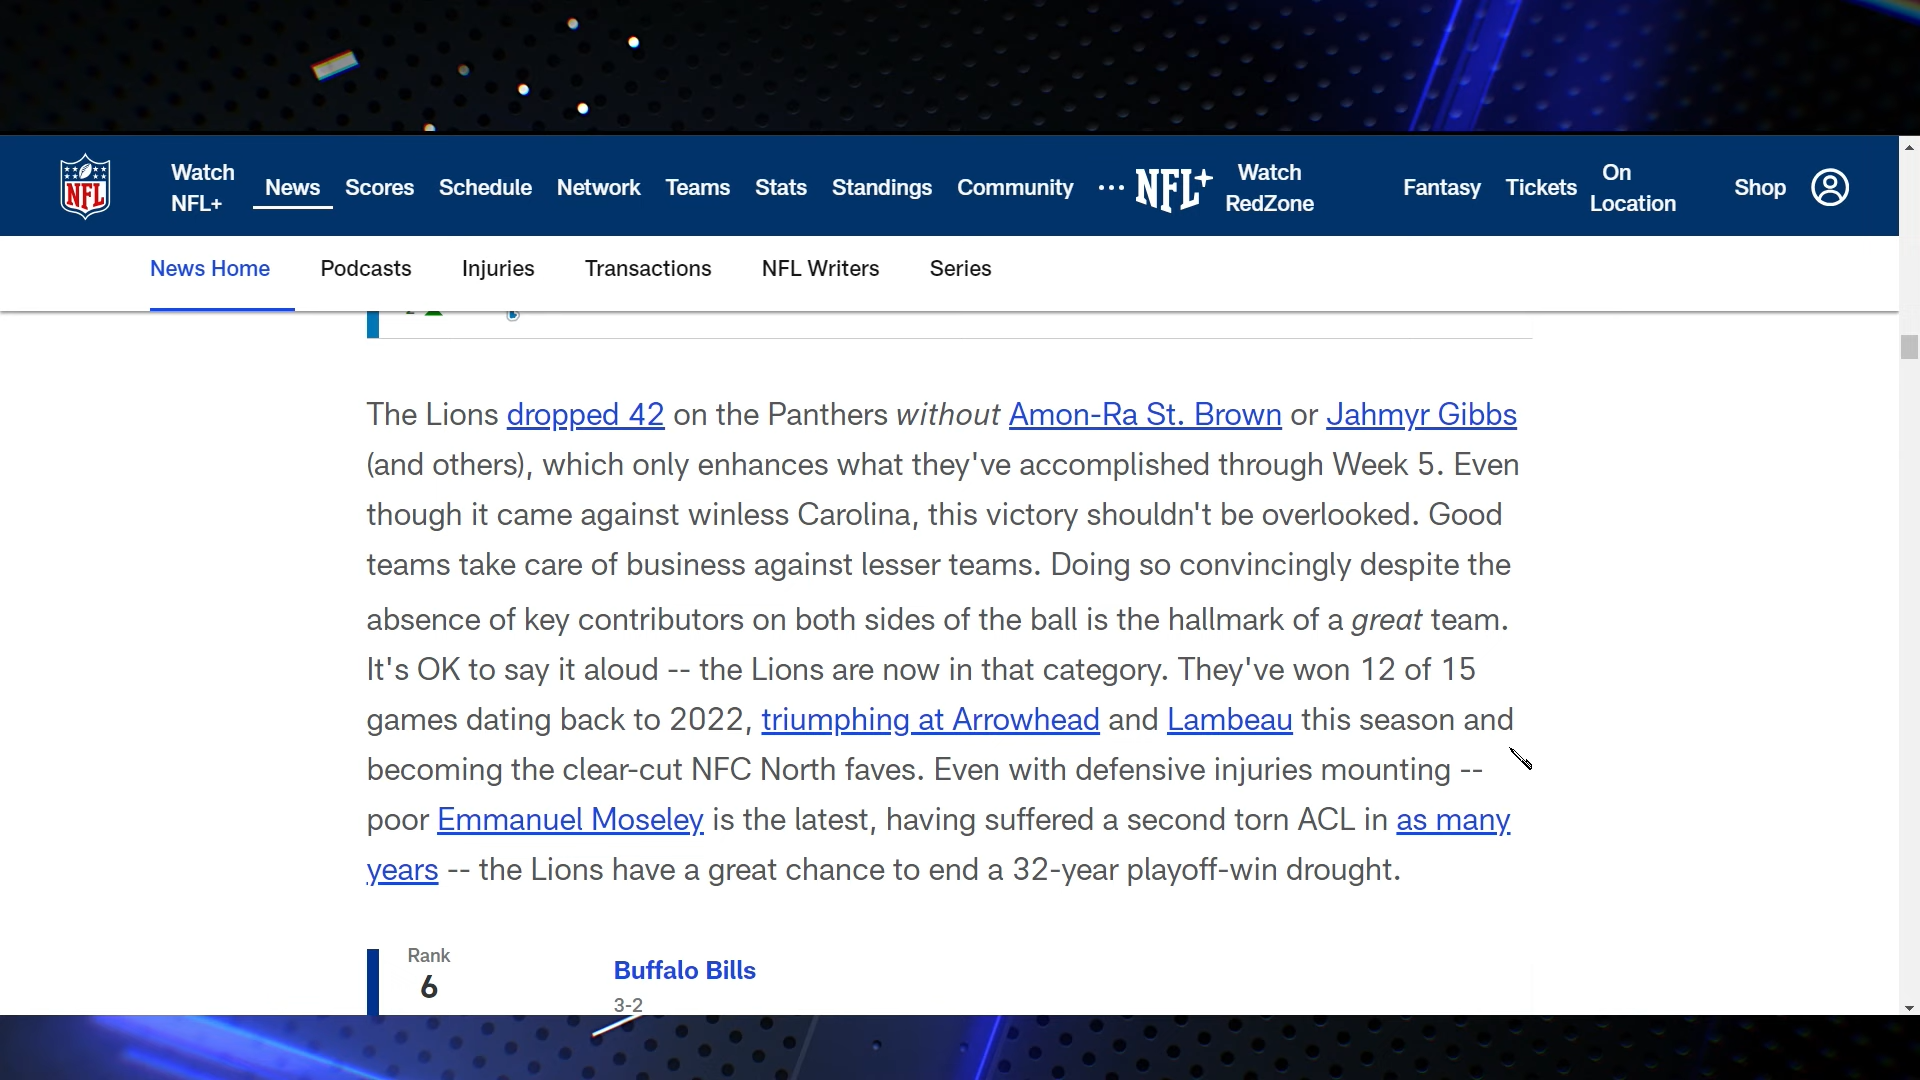 Watch NFL+
News
Scores
Schedule
Network
Teams
Stats
Standings
Community
NFL+
Watch RedZone
Fantasy
Tickets
On Location
Shop
NFL
News Home
Podcasts
Injuries
Transactions
NFL Writers
Series
The Lions dropped 42 on the Panthers without Amon-Ra St. Brown or Jahmyr Gibbs
(and others), which only enhances what they've accomplished through Week 5. Even
though it came against winless Carolina, this victory shouldn't be overlooked. Good
teams take care of business against lesser teams. Doing so convincingly despite the
absence of key contributors on both sides of the ball is the hallmark of a great team.
It's OK to say it aloud -- the Lions are now in that category. They've won 12 of 15
games dating back to 2022, triumphing at Arrowhead and Lambeau this season and
becoming the clear-cut NFC North faves. Even with defensive injuries mounting --
poor Emmanuel Moseley is the latest, having suffered a second torn ACL in as many
years -- the Lions have a great chance to end a 32-year playoff-win drought.
Rank
6
Buffalo Bills
3-2